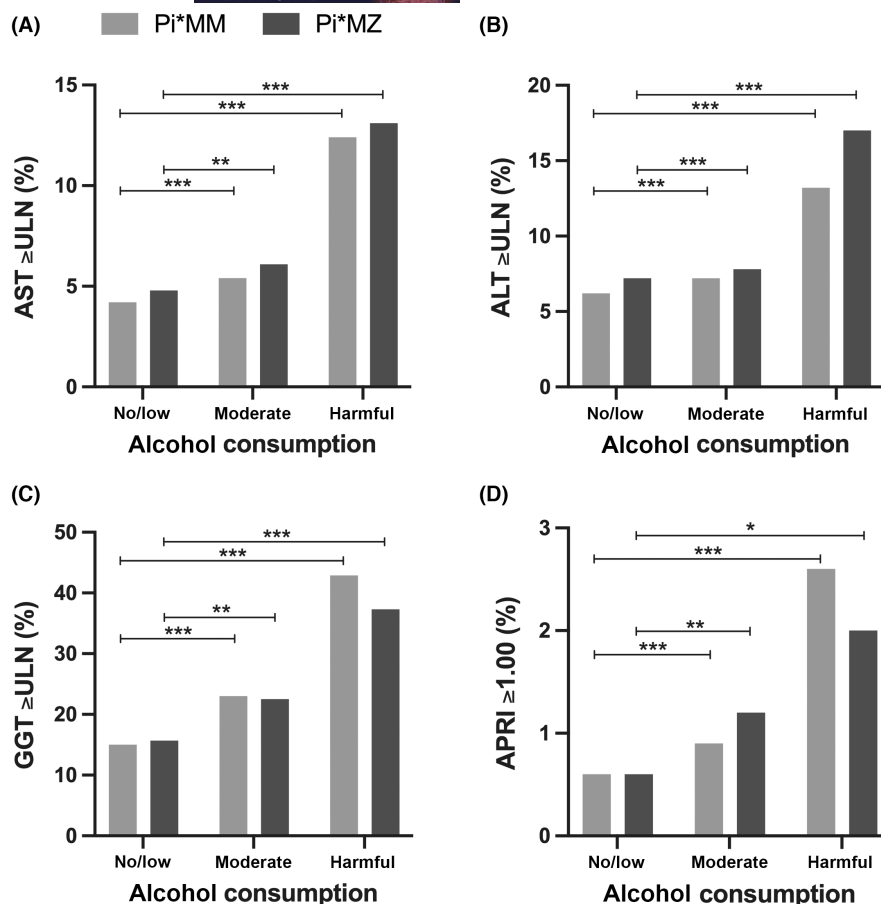 (A) Pi*MM Pi*MZ (B)
AST ≥ULN (%)
15
10
5
0
***
***
**
***
No/low Moderate Harmful
Alcohol consumption
ALT ≥ULN (%)
20
15
10
5
0
***
***
***
***
No/low Moderate Harmful
Alcohol consumption
(C)
GGT ≥ULN (%)
50
40
30
20
10
0
***
***
**
***
No/low Moderate Harmful
Alcohol consumption
(D)
APRI ≥1.00 (%)
3
2
1
0
*
***
**
***
No/low Moderate Harmful
Alcohol consumption